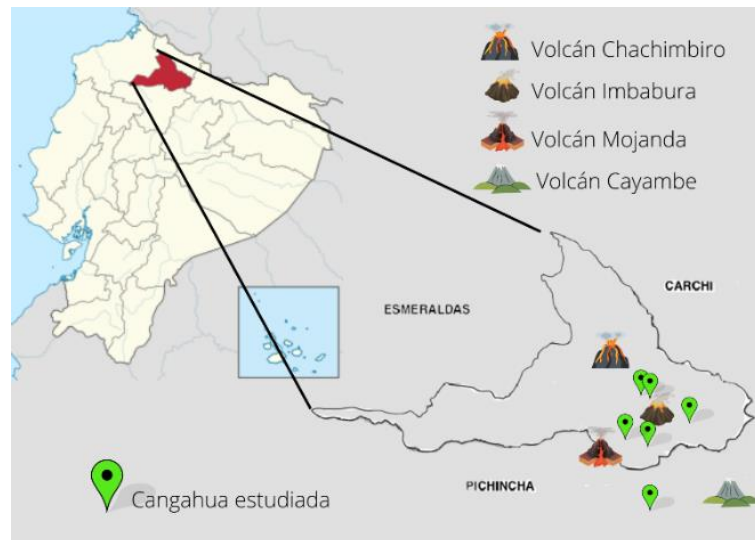 Volcán Chachimbiro
Volcán Imbabura
Volcán Mojanda
Volcán Cayambe
CARCHI
ESMERALDAS
PICHINCHA
Cangahua estudiada